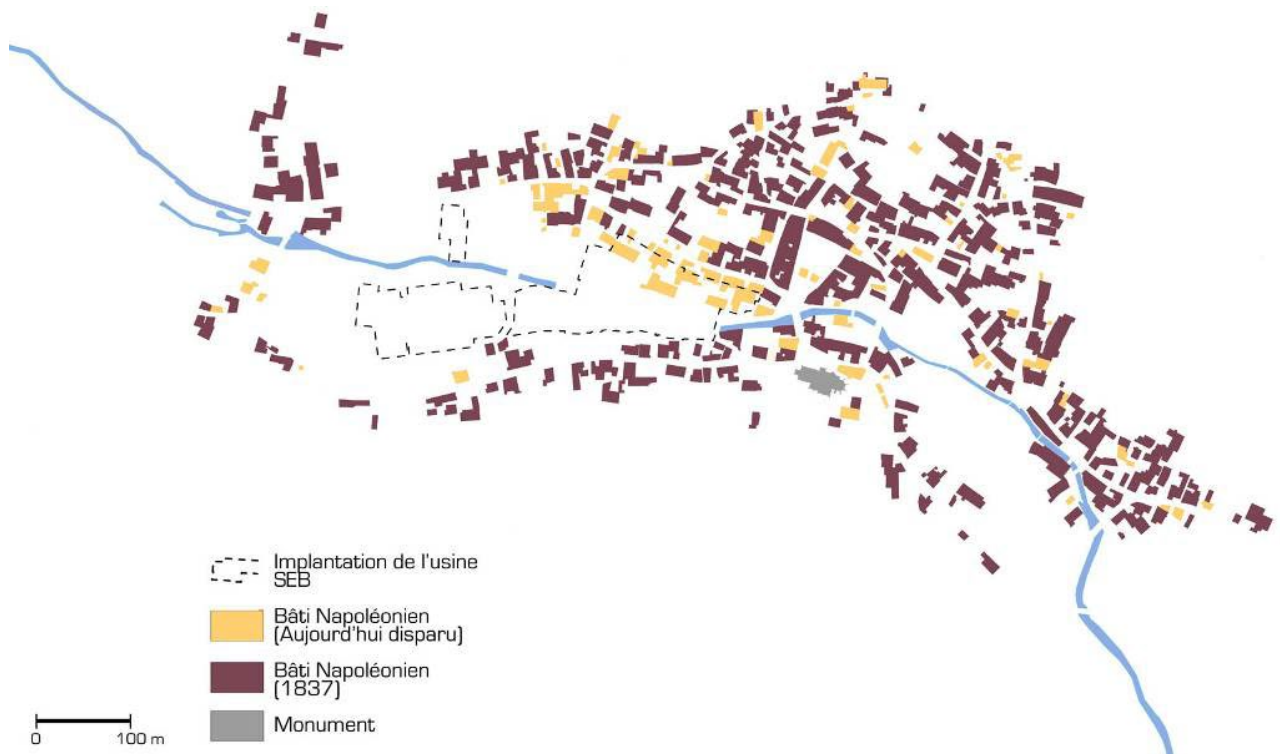 Implantation de l'usine
SEB
Bâti Napoléonien
(Aujourd'hui disparu)
Bâti Napoléonien
(1837)
Monument
0 100 m